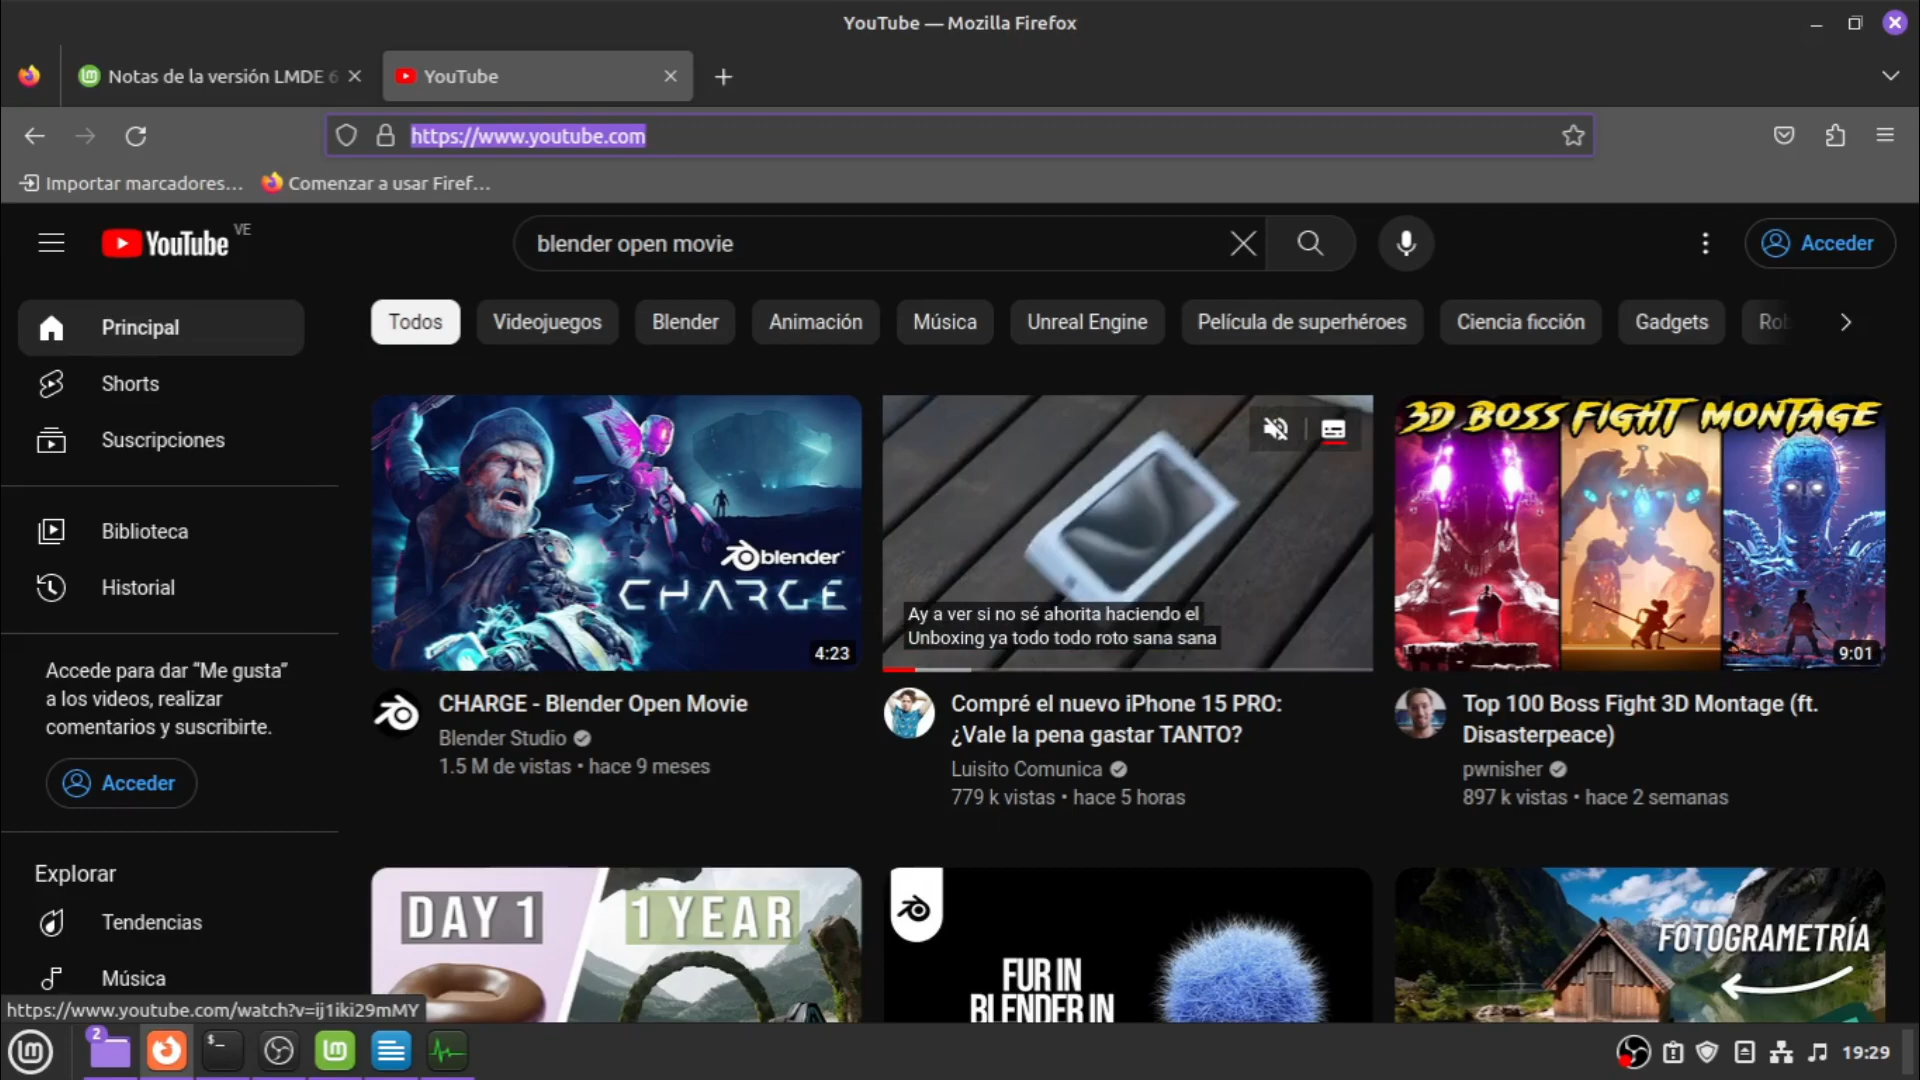 YouTube — Mozilla Firefox
Notas de la versión LMDE 6
YouTube
https://www.youtube.com
Importar marcadores…
Comenzar a usar Firef…
YouTube VE
blender open movie
Acceder
Principal
Shorts
Suscripciones
Biblioteca
Historial
Accede para dar “Me gusta”
a los videos, realizar
comentarios y suscribirte.
Acceder
Explorar
Tendencias
Música
Todos
Videojuegos
Blender
Animación
Música
Unreal Engine
Película de superhéroes
Ciencia ficción
Gadgets
blender
CHARGE
4:23
CHARGE - Blender Open Movie
Blender Studio
1.5 M de vistas • hace 9 meses
Ay a ver si no sé ahorita haciendo el
Unboxing ya todo todo roto sana sana
Compré el nuevo iPhone 15 PRO:
¿Vale la pena gastar TANTO?
Luisito Comunica
779 k vistas • hace 5 horas
3D BOSS FIGHT MONTAGE
9:01
Top 100 Boss Fight 3D Montage (ft.
Disasterpeace)
pwnisher
897 k vistas • hace 2 semanas
DAY 1
1 YEAR
FUR IN
BLENDER IN
FOTOGRAMETRÍA
https://www.youtube.com/watch?v=ij1iki29mMY
2
$_
19:29